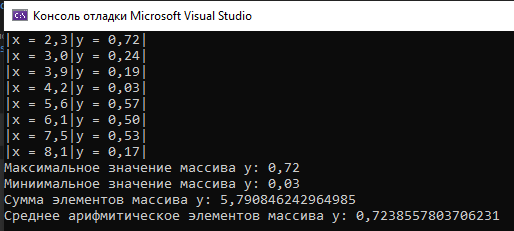 Консоль отладки Microsoft Visual Studio
|x = 2,3|y = 0,72|
|x = 3,0|y = 0,24|
|x = 3,9|y = 0,19|
|x = 4,2|y = 0,03|
|x = 5,6|y = 0,57|
|x = 6,1|y = 0,50|
|x = 7,5|y = 0,53|
|x = 8,1|y = 0,17|
Максимальное значение массива y: 0,72
Миниимальное значение массива y: 0,03
Сумма элементов массива y: 5,790846242964985
Среднее арифмитическое элементов массива y: 0,7238557803706231